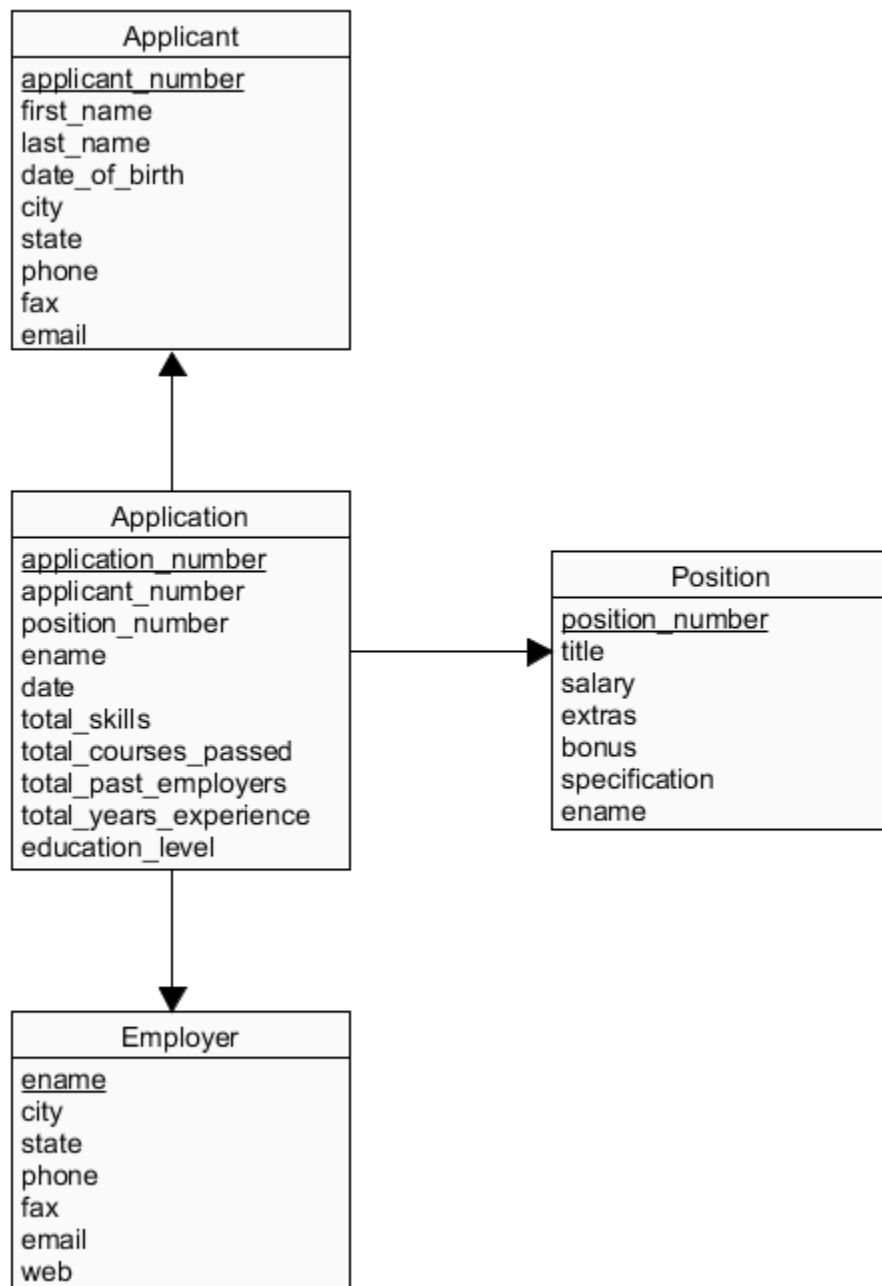 Applicant
applicant_number
first_name
last_name
date_of_birth
city
state
phone
fax
email
Application
application_number
applicant_number
position_number
ename
date
total_skills
total_courses_passed
total_past_employers
total_years_experience
education_level
Position
position_number
title
salary
extras
bonus
specification
ename
Employer
ename
city
state
phone
fax
email
web